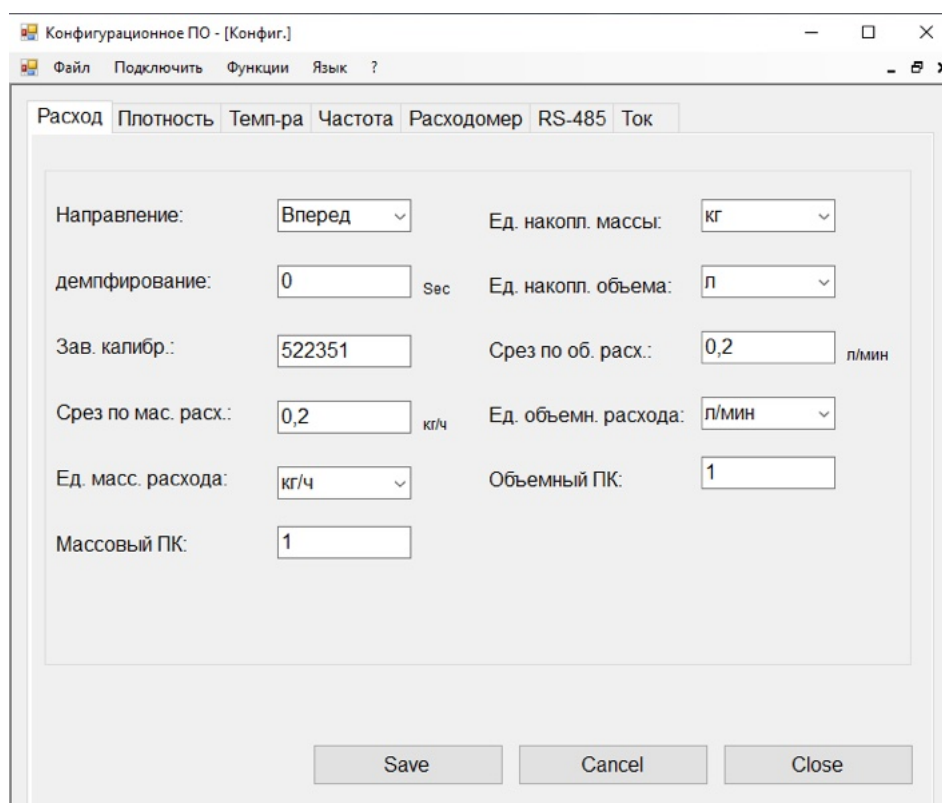 Конфигурационное ПО - [Конфиг.]
Файл Подключить Функции Язык ?
Расход Плотность Темп-ра Частота Расходомер RS-485 Ток
Направление: Вперед
Ед. накопл. массы: кг
демпфирование: 0 Sec
Ед. накопл. объема: л
Зав. калибр.: 522351
Срез по об. расх.: 0,2 л/мин
Срез по мас. расх.: 0,2 кг/ч
Ед. объемн. расхода: л/мин
Ед. масс. расхода: кг/ч
Объемный ПК: 1
Массовый ПК: 1
Save Cancel Close